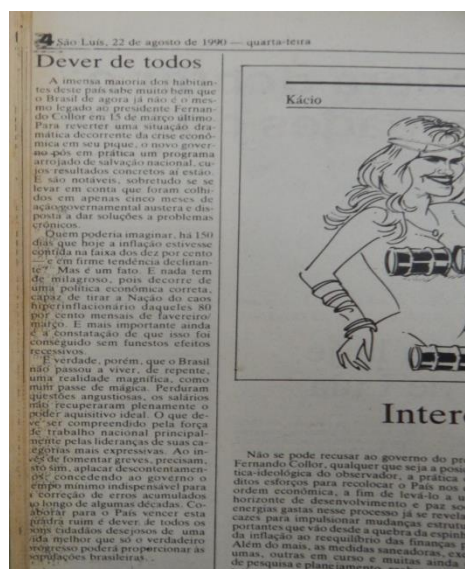 4 São Luís, 22 de agosto de 1990 — quarta-feira
Dever de todos
A imensa maioria dos habitan-
tes deste país sabe muito bem que
o Brasil de agora já não é o mes-
mo legado ao presidente Fernan-
do Collor em 15 de março último.
Para reverter uma situação dra-
mática decorrente da crise econô-
mica em seu pique, o novo gover-
no pôs em prática um programa
arrojado de salvação nacional, cu-
jos resultados concretos aí estão.
E são notáveis, sobretudo se se
levar em conta que foram colhi-
dos em apenas cinco meses de
ação governamental austera e dis-
posta a dar soluções a problemas
crônicos.
Quem poderia imaginar, há 150
dias que hoje a inflação estivesse
contida na faixa dos dez por cento
— e em firme tendência declinan-
te? Mas é um fato. E nada tem
de milagroso, pois decorre de
uma política econômica correta,
capaz de tirar a Nação do caos
hiperinflacionário daqueles 80
por cento mensais de fevereiro/
março. E mais importante ainda
é a constatação de que isso foi
conseguido sem funestos efeitos
recessivos.
É verdade, porém, que o Brasil
não passou a viver, de repente,
uma realidade magnífica, como
num passe de mágica. Perduram
questões angustiosas, os salários
não recuperaram plenamente o
poder aquisitivo ideal. O que de-
ve ser compreendido pela força
de trabalho nacional principal-
mente pelas lideranças de suas ca-
tegorias mais expressivas. Ao in-
vés de fomentar greves, precisam,
isto sim, aplacar descontentamen-
tos, concedendo ao governo o
tempo mínimo indispensável para
a correção de erros acumulados
ao longo de algumas décadas. Co-
laborar para o País vencer esta
quadra ruim é dever de todos os
bons cidadãos desejosos de uma
vida melhor que só o verdadeiro
progresso poderá proporcionar às
populações brasileiras.
Kácio
Inter
Não se pode recusar ao governo do pr
Fernando Collor, qualquer que seja a posi
tica-ideológica do observador, a prática
ditos esforços para recolocar o País nos
ordem econômica, a fim de levá-lo a u
horizonte de desenvolvimento e paz so
energias gastas nesse processo já se revela
cazes para impulsionar mudanças estrutu
portantes que vão desde a quebra da espinh
da inflação ao reequilíbrio das finanças p
Além do mais, as medidas saneadoras, ex
umas, outras em curso e muitas ainda
de pesquisa e planejamento